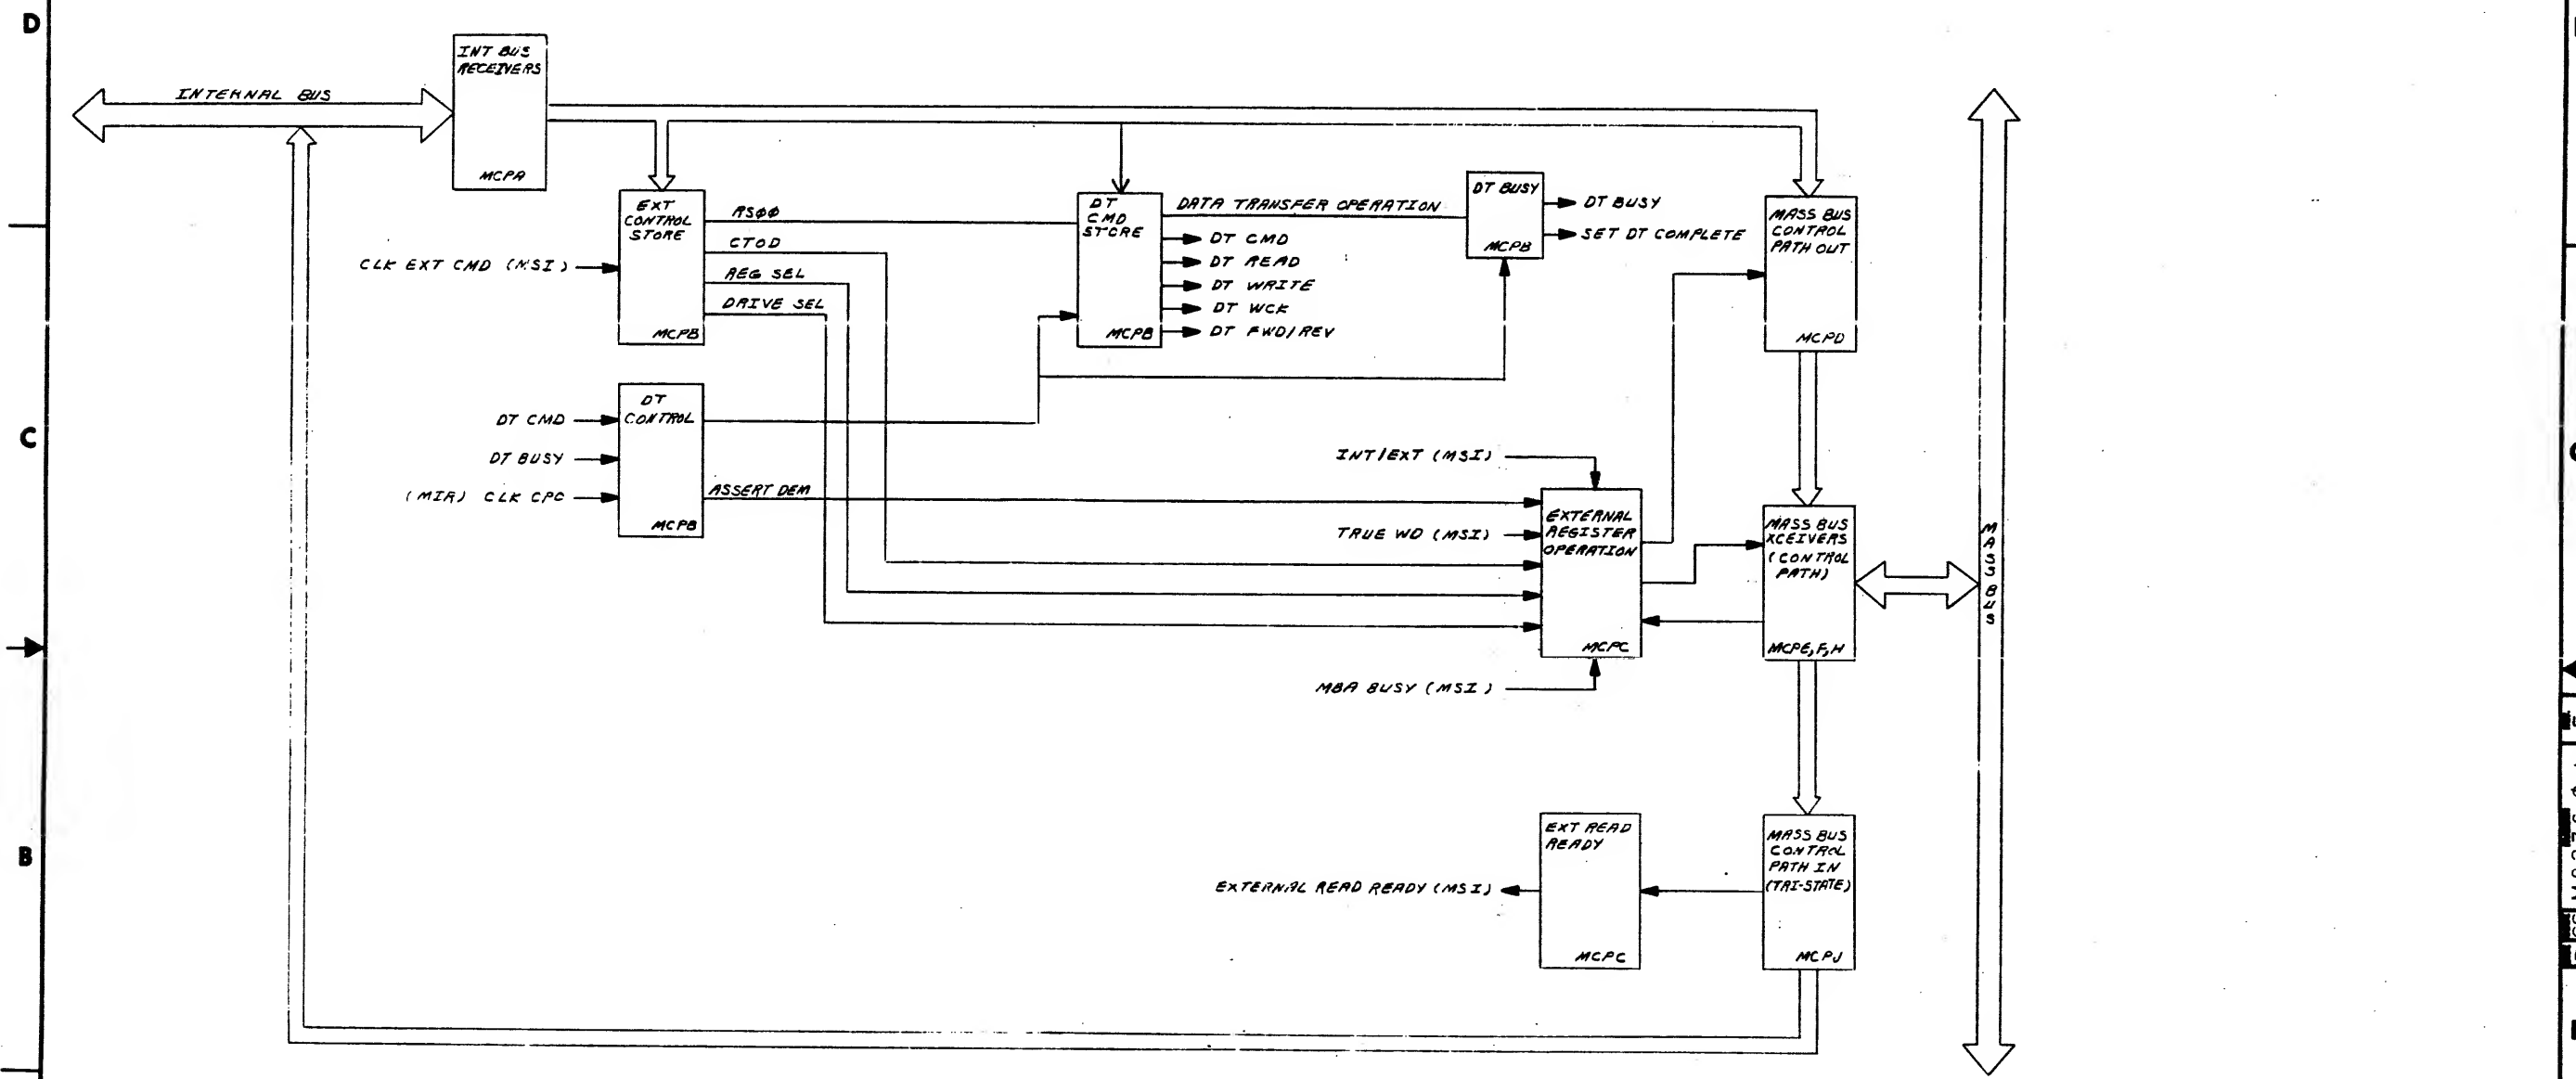 D
INT BUS
RECEIVERS
MCPA
INTERNAL BUS
EXT
CONTROL
STORE
MCPB
CLK EXT CMD (MSI)
RSØØ
CTOD
REG SEL
DRIVE SEL
DT
CMD
STORE
MCPB
DATA TRANSFER OPERATION
DT CMD
DT READ
DT WRITE
DT WCK
DT FWD/REV
DT BUSY
MCPB
DT BUSY
SET DT COMPLETE
MASS BUS
CONTROL
PATH OUT
MCPD
C
DT
CONTROL
MCPB
DT CMD
DT BUSY
(MIR) CLK CPC
ASSERT DEM
INT/EXT (MSI)
TRUE WD (MSI)
EXTERNAL
REGISTER
OPERATION
MCPC
MBA BUSY (MSI)
MASS BUS
XCEIVERS
(CONTROL
PATH)
MCPE,F,H
MASS BUS
B
EXT READ
READY
MCPC
EXTERNAL READ READY (MSI)
MASS BUS
CONTROL
PATH IN
(TRI-STATE)
MCPJ